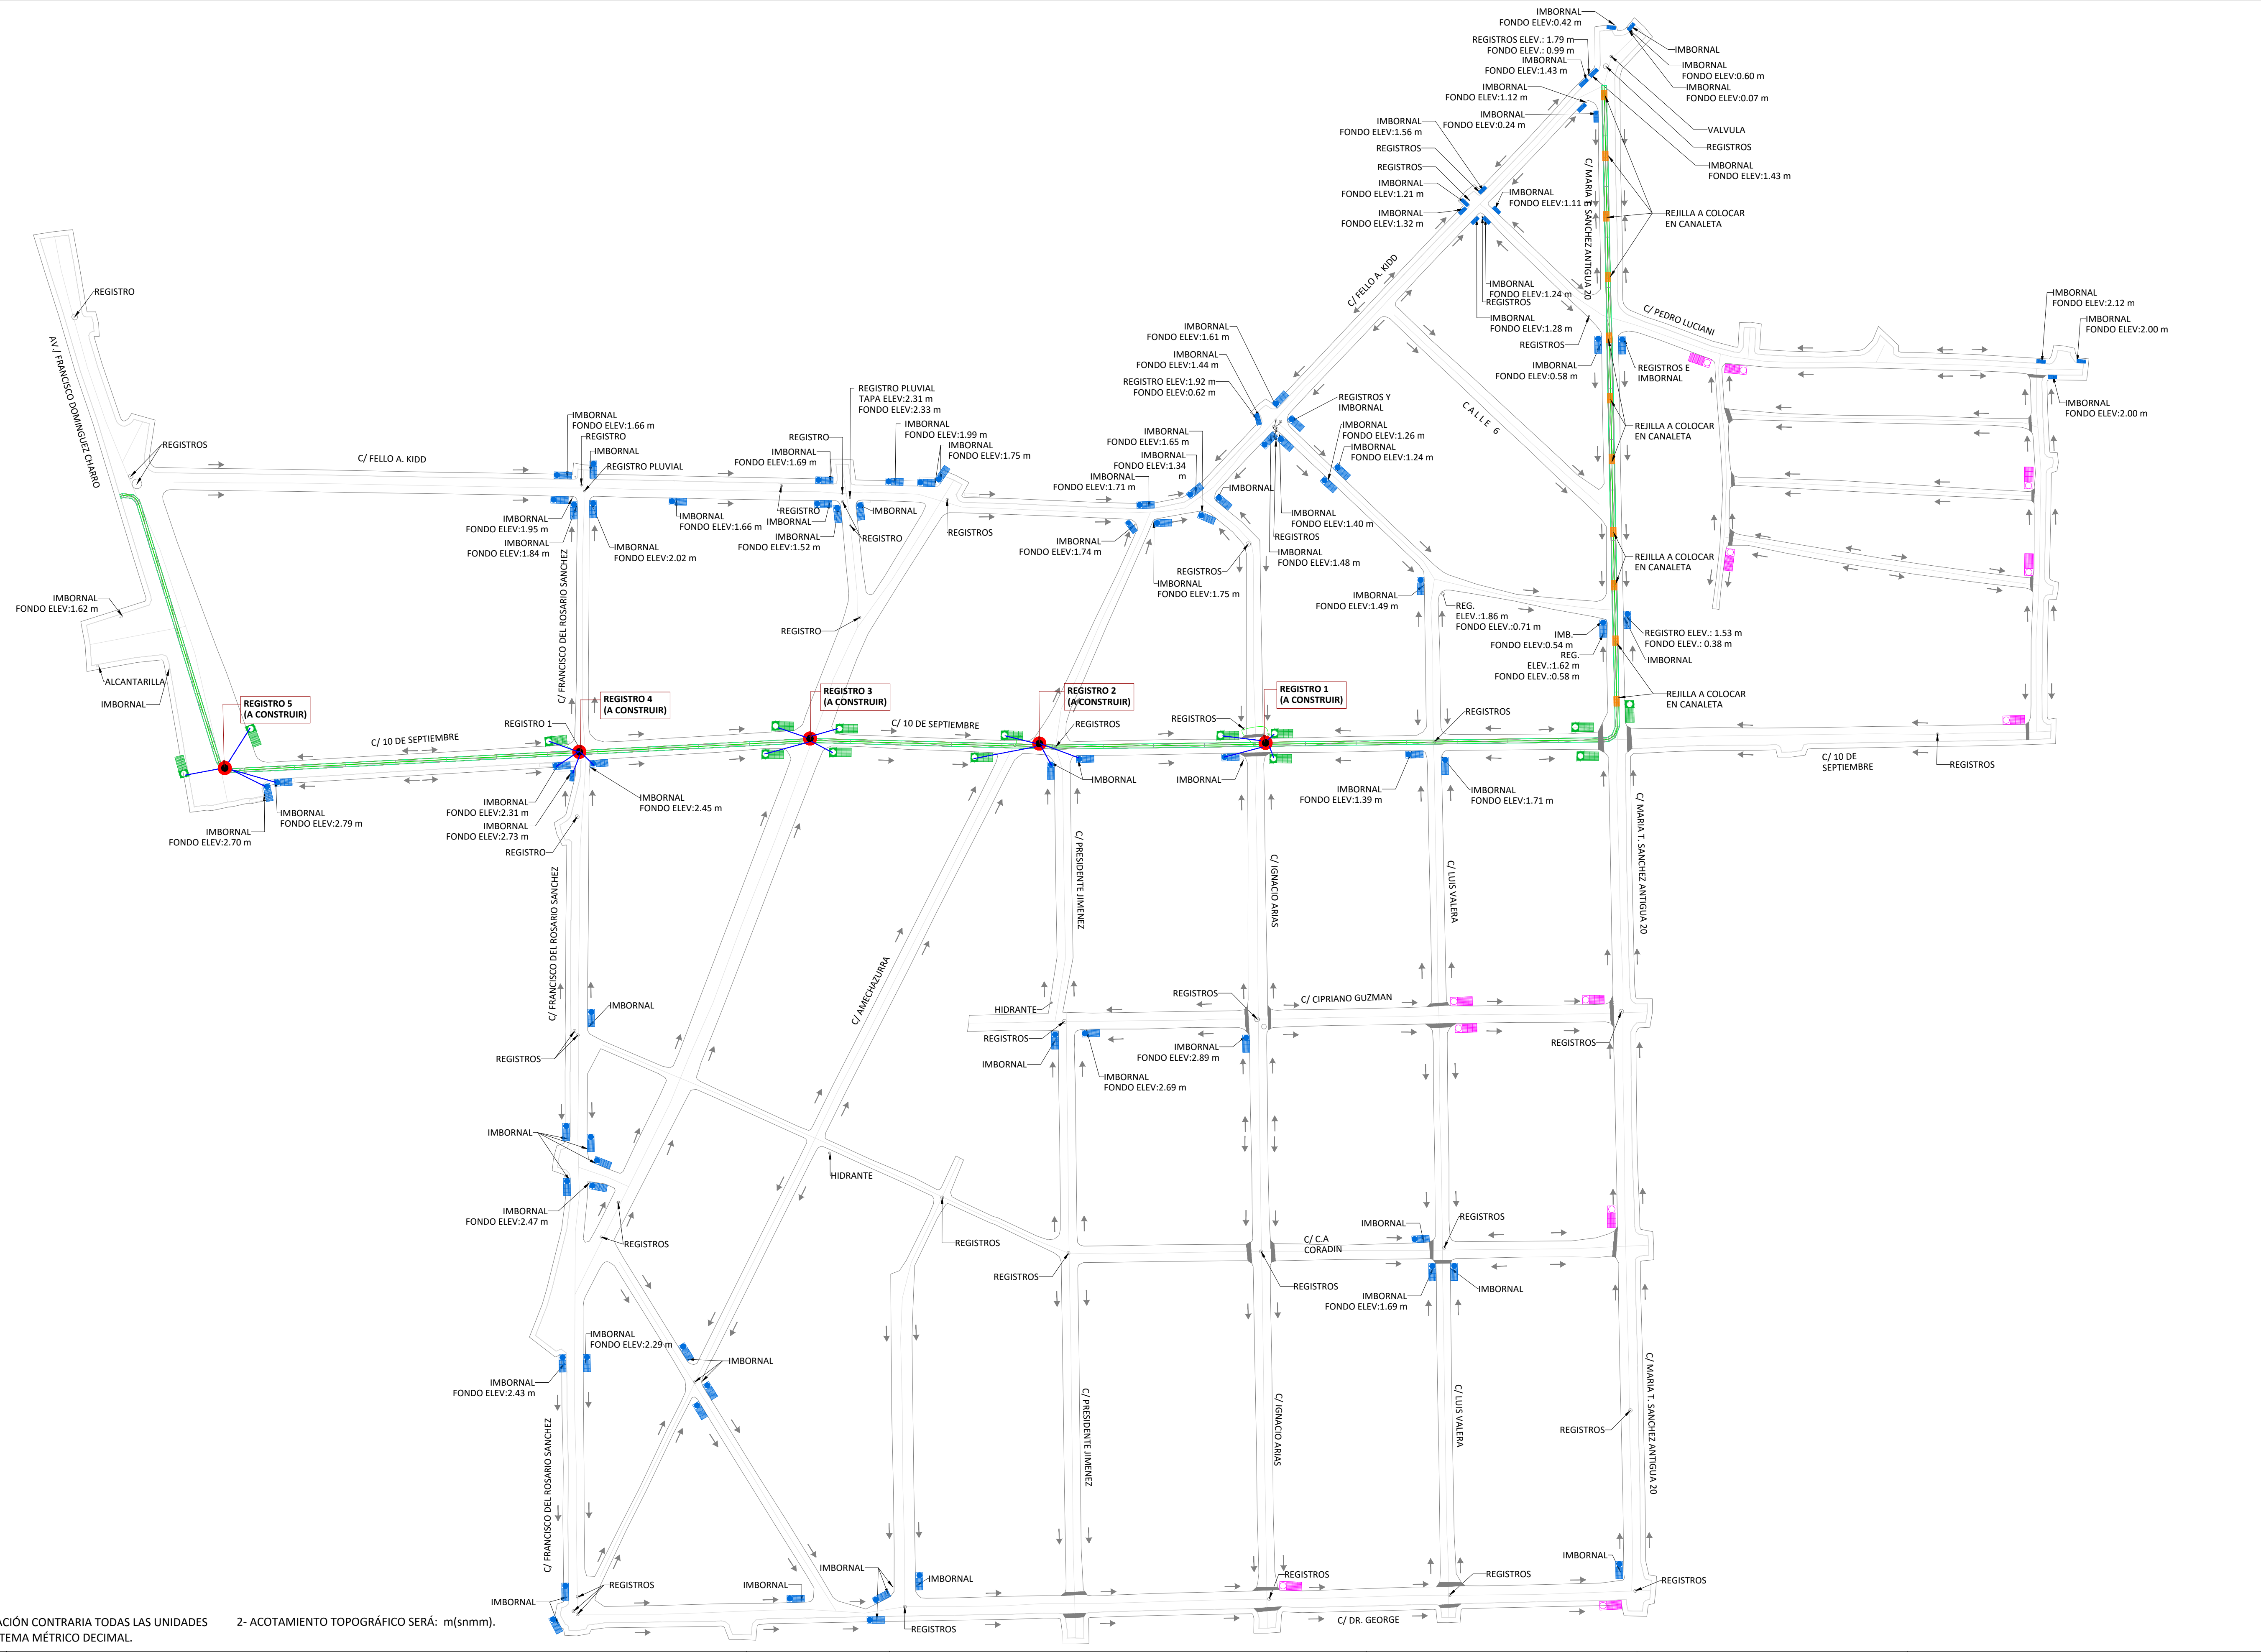 IMBORNAL
FONDO ELEV:0.42 m
REGISTROS ELEV.: 1.79 m
FONDO ELEV.: 0.99 m
IMBORNAL
FONDO ELEV:1.43 m
IMBORNAL
FONDO ELEV:1.12 m
IMBORNAL
FONDO ELEV:0.24 m
IMBORNAL
IMBORNAL
FONDO ELEV:0.60 m
IMBORNAL
FONDO ELEV:0.07 m
VALVULA
REGISTROS
IMBORNAL
FONDO ELEV:1.43 m
IMBORNAL
FONDO ELEV:1.56 m
REGISTROS
REGISTROS
IMBORNAL
FONDO ELEV:1.21 m
IMBORNAL
FONDO ELEV:1.32 m
IMBORNAL
FONDO ELEV:1.11
C/ MARIA T. SANCHEZ ANTIGUA 20
REJILLA A COLOCAR
EN CANALETA
IMBORNAL
FONDO ELEV:1.24 m
REGISTROS
IMBORNAL
FONDO ELEV:1.28 m
REGISTROS
C/ FELLO A. KIDD
C/ PEDRO LUCIANI
IMBORNAL
FONDO ELEV:2.12 m
IMBORNAL
FONDO ELEV:2.00 m
IMBORNAL
FONDO ELEV:2.00 m
IMBORNAL
FONDO ELEV:0.58 m
REGISTROS E
IMBORNAL
REGISTRO
AV./ FRANCISCO DOMINGUEZ CHARRO
REGISTROS
C/ FELLO A. KIDD
IMBORNAL
FONDO ELEV:1.66 m
REGISTRO
IMBORNAL
REGISTRO PLUVIAL
REGISTRO PLUVIAL
TAPA ELEV:2.31 m
FONDO ELEV:2.33 m
REGISTRO
IMBORNAL
FONDO ELEV:1.69 m
IMBORNAL
FONDO ELEV:1.99 m
IMBORNAL
FONDO ELEV:1.75 m
IMBORNAL
FONDO ELEV:1.61 m
IMBORNAL
FONDO ELEV:1.44 m
REGISTRO ELEV:1.92 m
FONDO ELEV:0.62 m
REGISTROS Y
IMBORNAL
IMBORNAL
FONDO ELEV:1.26 m
IMBORNAL
FONDO ELEV:1.24 m
CALLE 6
REJILLA A COLOCAR
EN CANALETA
IMBORNAL
FONDO ELEV:1.65 m
IMBORNAL
FONDO ELEV:1.34
m
IMBORNAL
FONDO ELEV:1.71 m
IMBORNAL
IMBORNAL
FONDO ELEV:1.40 m
REGISTROS
IMBORNAL
FONDO ELEV:1.48 m
IMBORNAL
FONDO ELEV:1.95 m
IMBORNAL
FONDO ELEV:1.84 m
IMBORNAL
FONDO ELEV:2.02 m
IMBORNAL
FONDO ELEV:1.66 m
REGISTRO
IMBORNAL
IMBORNAL
FONDO ELEV:1.52 m
IMBORNAL
REGISTRO
REGISTROS
IMBORNAL
FONDO ELEV:1.74 m
REGISTROS
IMBORNAL
FONDO ELEV:1.75 m
REJILLA A COLOCAR
EN CANALETA
IMBORNAL
FONDO ELEV:1.62 m
C/ FRANCISCO DEL ROSARIO SANCHEZ
REGISTRO
IMBORNAL
FONDO ELEV:1.49 m
REG.
ELEV.:1.86 m
FONDO ELEV.:0.71 m
IMB.
FONDO ELEV:0.54 m
REG.
ELEV.:1.62 m
FONDO ELEV.:0.58 m
REGISTRO ELEV.: 1.53 m
FONDO ELEV.: 0.38 m
IMBORNAL
ALCANTARILLA
IMBORNAL
REGISTRO 5
(A CONSTRUIR)
REGISTRO 4
(A CONSTRUIR)
REGISTRO 3
(A CONSTRUIR)
REGISTRO 2
(A CONSTRUIR)
REGISTRO 1
(A CONSTRUIR)
REJILLA A COLOCAR
EN CANALETA
REGISTRO 1
REGISTROS
REGISTROS
REGISTROS
C/ 10 DE SEPTIEMBRE
C/ 10 DE SEPTIEMBRE
C/ 10 DE
SEPTIEMBRE
REGISTROS
IMBORNAL
FONDO ELEV:2.70 m
IMBORNAL
FONDO ELEV:2.79 m
IMBORNAL
FONDO ELEV:2.31 m
IMBORNAL
FONDO ELEV:2.73 m
REGISTRO
IMBORNAL
FONDO ELEV:2.45 m
IMBORNAL
IMBORNAL
IMBORNAL
FONDO ELEV:1.39 m
IMBORNAL
FONDO ELEV:1.71 m
C/ FRANCISCO DEL ROSARIO SANCHEZ
C/ AMECHAZURRA
C/ PRESIDENTE JIMENEZ
C/ IGNACIO ARIAS
C/ LUIS VALERA
C/ MARIA T. SANCHEZ ANTIGUA 20
IMBORNAL
REGISTROS
HIDRANTE
REGISTROS
IMBORNAL
IMBORNAL
FONDO ELEV:2.69 m
REGISTROS
IMBORNAL
FONDO ELEV:2.89 m
C/ CIPRIANO GUZMAN
REGISTROS
IMBORNAL
HIDRANTE
IMBORNAL
FONDO ELEV:2.47 m
REGISTROS
REGISTROS
REGISTROS
C/ C.A
CORADIN
REGISTROS
IMBORNAL
REGISTROS
IMBORNAL
FONDO ELEV:1.69 m
IMBORNAL
IMBORNAL
FONDO ELEV:2.29 m
IMBORNAL
FONDO ELEV:2.43 m
IMBORNAL
C/ FRANCISCO DEL ROSARIO SANCHEZ
C/ PRESIDENTE JIMENEZ
C/ IGNACIO ARIAS
C/ LUIS VALERA
C/ MARIA T. SANCHEZ ANTIGUA 20
REGISTROS
IMBORNAL
REGISTROS
IMBORNAL
IMBORNAL
IMBORNAL
REGISTROS
REGISTROS
REGISTROS
IMBORNAL
REGISTROS
C/ DR. GEORGE
ACIÓN CONTRARIA TODAS LAS UNIDADES
TEMA MÉTRICO DECIMAL.
2- ACOTAMIENTO TOPOGRÁFICO SERÁ: m(snmm).